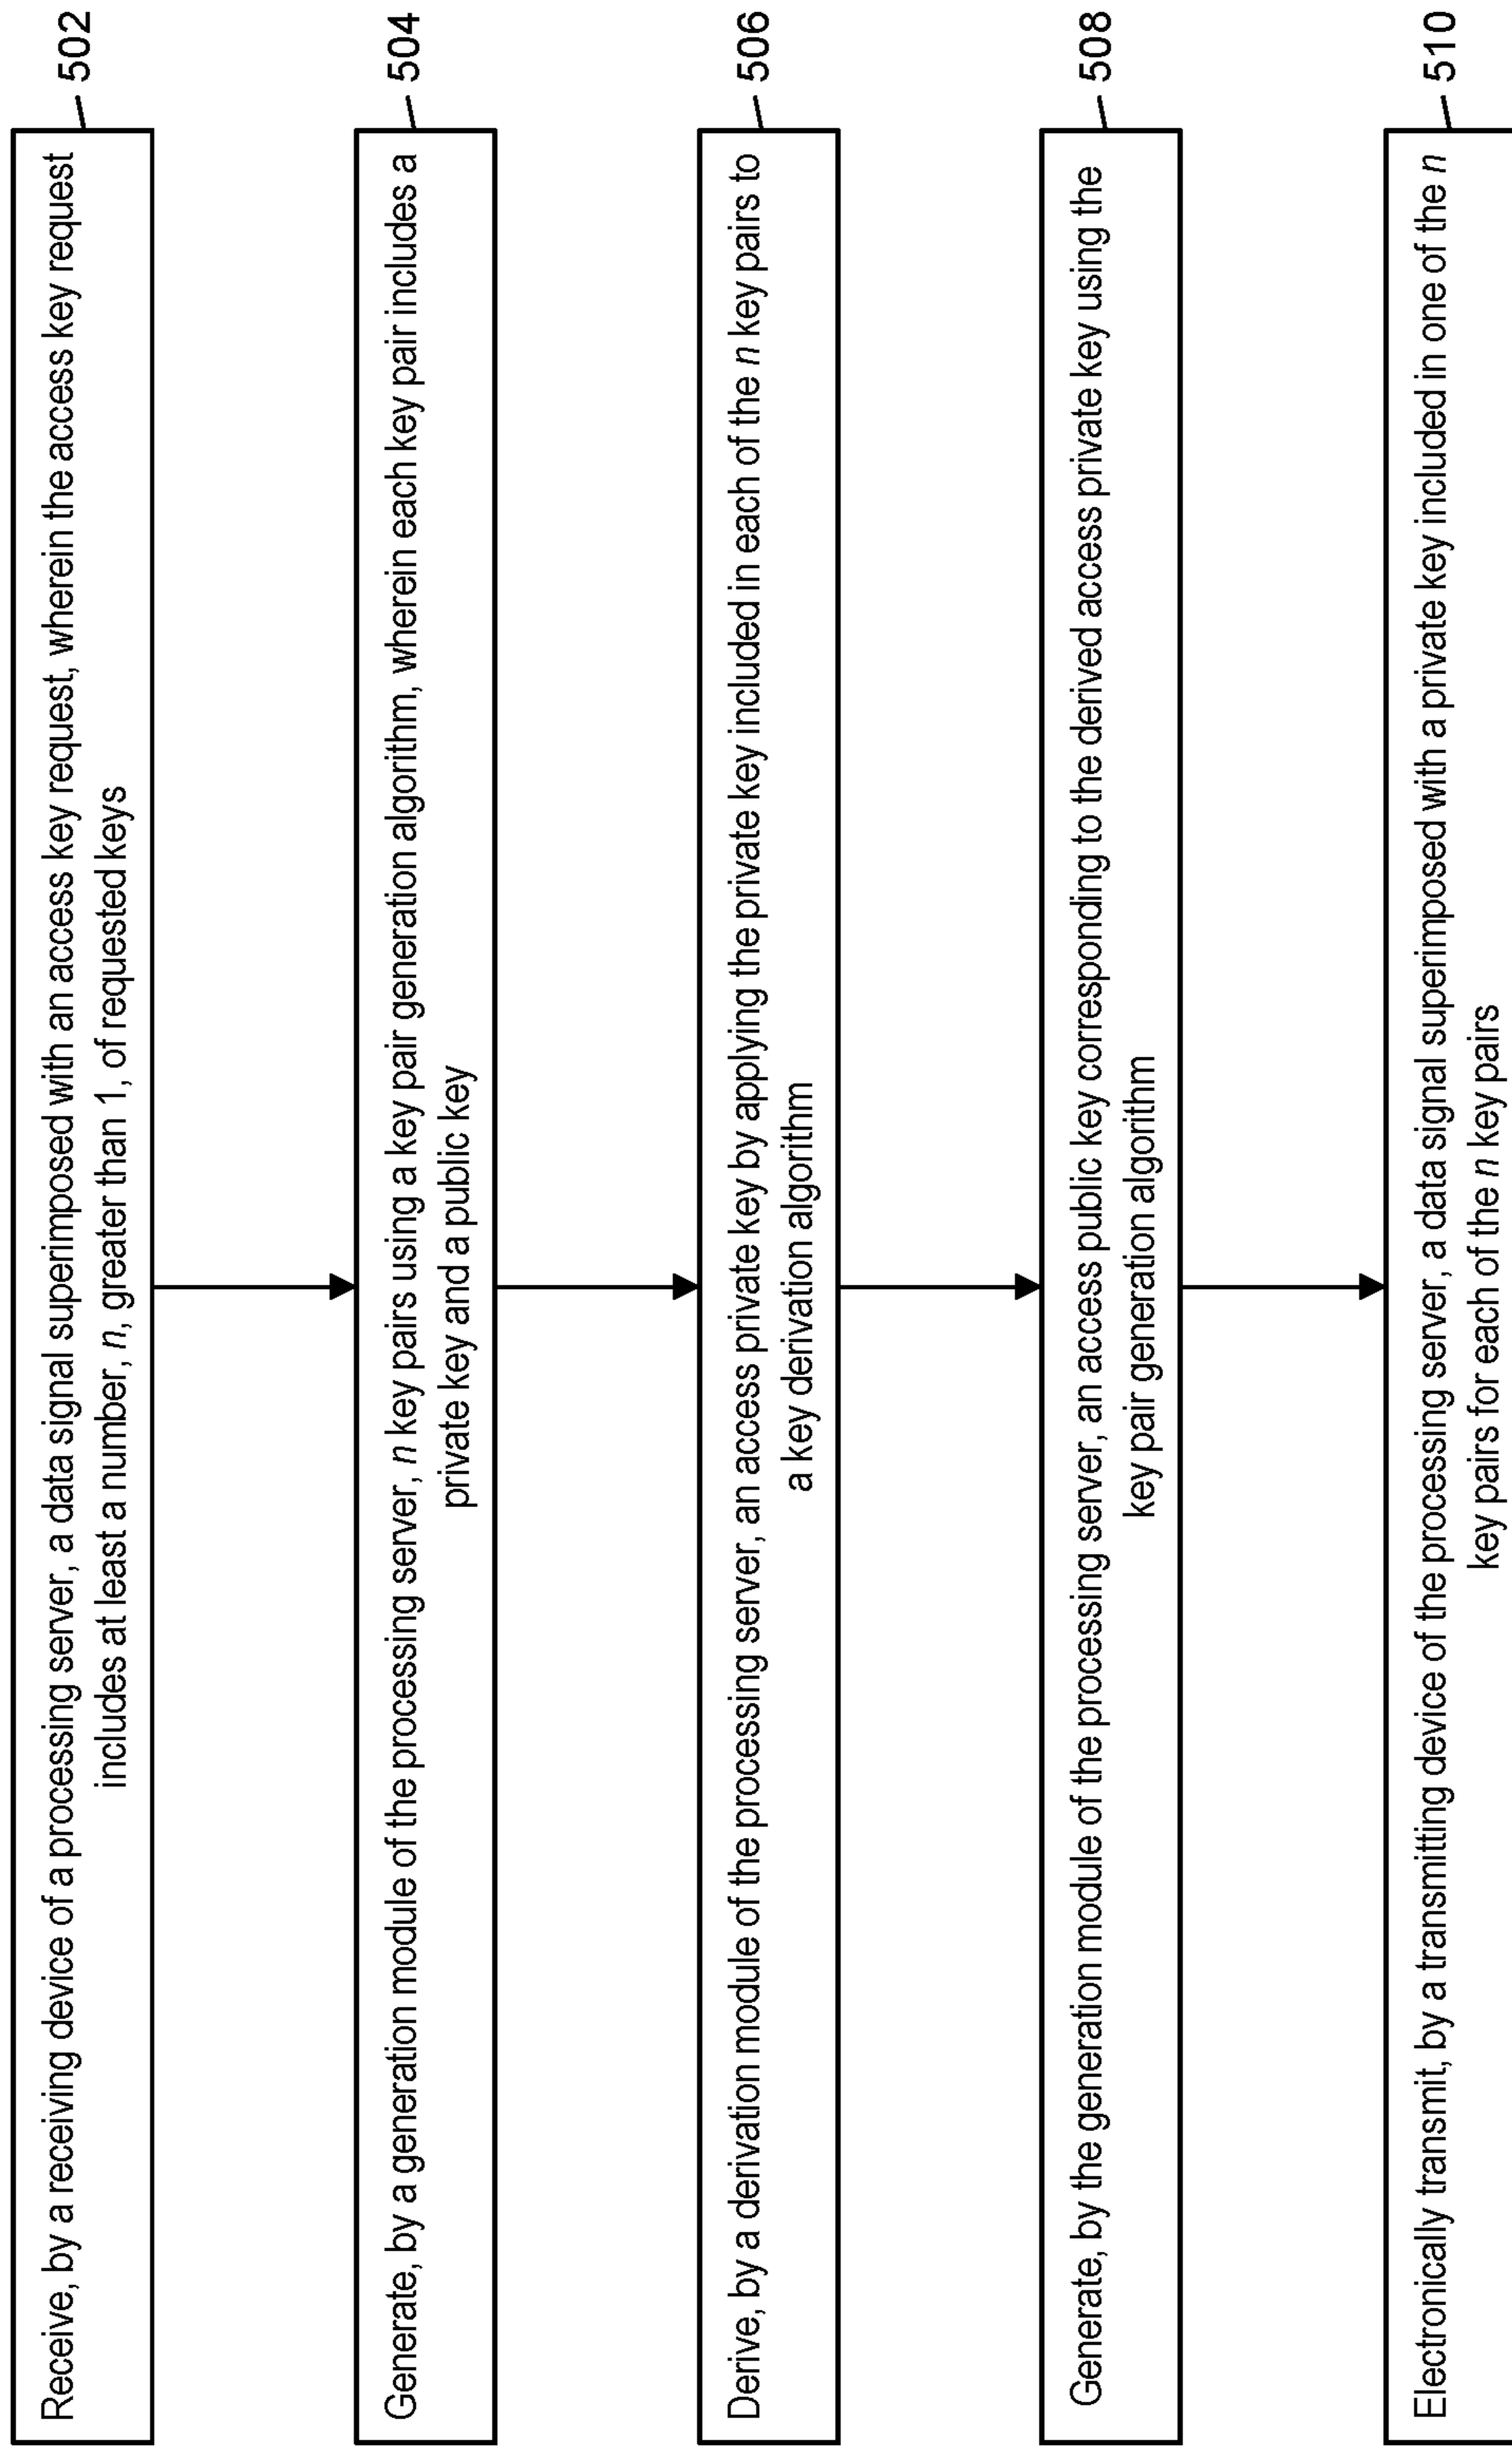 Receive, by a receiving device of a processing server, a data signal superimposed with an access key request, wherein the access key request
includes at least a number, n, greater than 1, of requested keys
502
Generate, by a generation module of the processing server, n key pairs using a key pair generation algorithm, wherein each key pair includes a
private key and a public key
504
Derive, by a derivation module of the processing server, an access private key by applying the private key included in each of the n key pairs to
a key derivation algorithm
506
Generate, by the generation module of the processing server, an access public key corresponding to the derived access private key using the
key pair generation algorithm
508
Electronically transmit, by a transmitting device of the processing server, a data signal superimposed with a private key included in one of the n
key pairs for each of the n key pairs
510